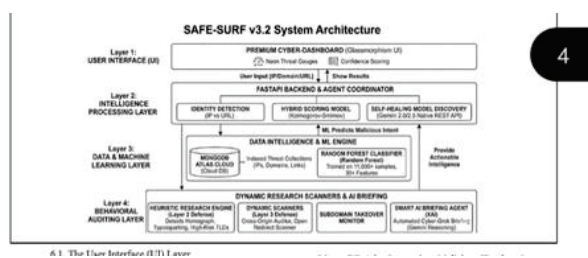 SAFE-SURF v3.2 System Architecture
4
Layer 1:
USER INTERFACE (UI)
PREMIUM CYBER-DASHBOARD (Glassmorphism UI)
Neon Threat Gauges
Confidence Scoring
User Input (IP/Domain/URL)
Show Results
Layer 2:
INTELLIGENCE
PROCESSING LAYER
FASTAPI BACKEND & AGENT COORDINATOR
IDENTITY DETECTION
(IP vs URL)
HYBRID SCORING MODEL
(Kolmogorov-Smirnov)
SELF-HEALING MODEL DISCOVERY
(Gemini 2.0/2.5 Native REST API)
ML Predicts Malicious Intent
Layer 3:
DATA & MACHINE
LEARNING LAYER
DATA INTELLIGENCE & ML ENGINE
MONGODB
ATLAS CLOUD
(Cloud DB)
Indexed Threat Collections
(IPs, Domains, Links)
RANDOM FOREST CLASSIFIER
(Random Forest)
Trained on 11,000+ samples,
30+ Features
Provide
Actionable
Intelligence
Layer 4:
BEHAVIORAL
AUDITING LAYER
DYNAMIC RESEARCH SCANNERS & AI BRIEFING
HEURISTIC RESEARCH ENGINE
(Layer 2 Defense)
Detects Homograph,
Typosquatting, High-Risk TLDs
DYNAMIC SCANNERS
(Layer 3 Defense)
Cross-Origin Auditor, Open
Redirect Scanner
SUBDOMAIN TAKEOVER
MONITOR
SMART AI BRIEFING AGENT
(XAI)
Automated Cyber-Grok Briefing
(Gemini Reasoning)
6.1. The User Interface (UI) Layer